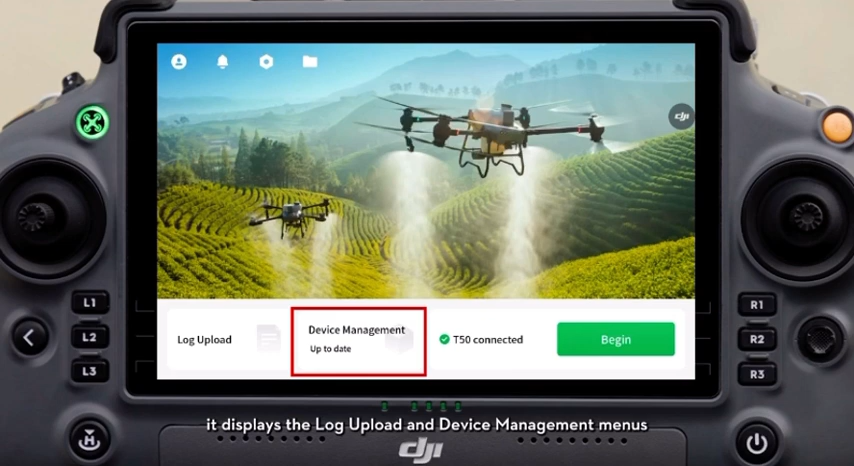 dji
Log Upload
Device Management
Up to date
T50 connected
Begin
L1
L2
L3
R1
R2
R3
H
it displays the Log Upload and Device Management menus
dji